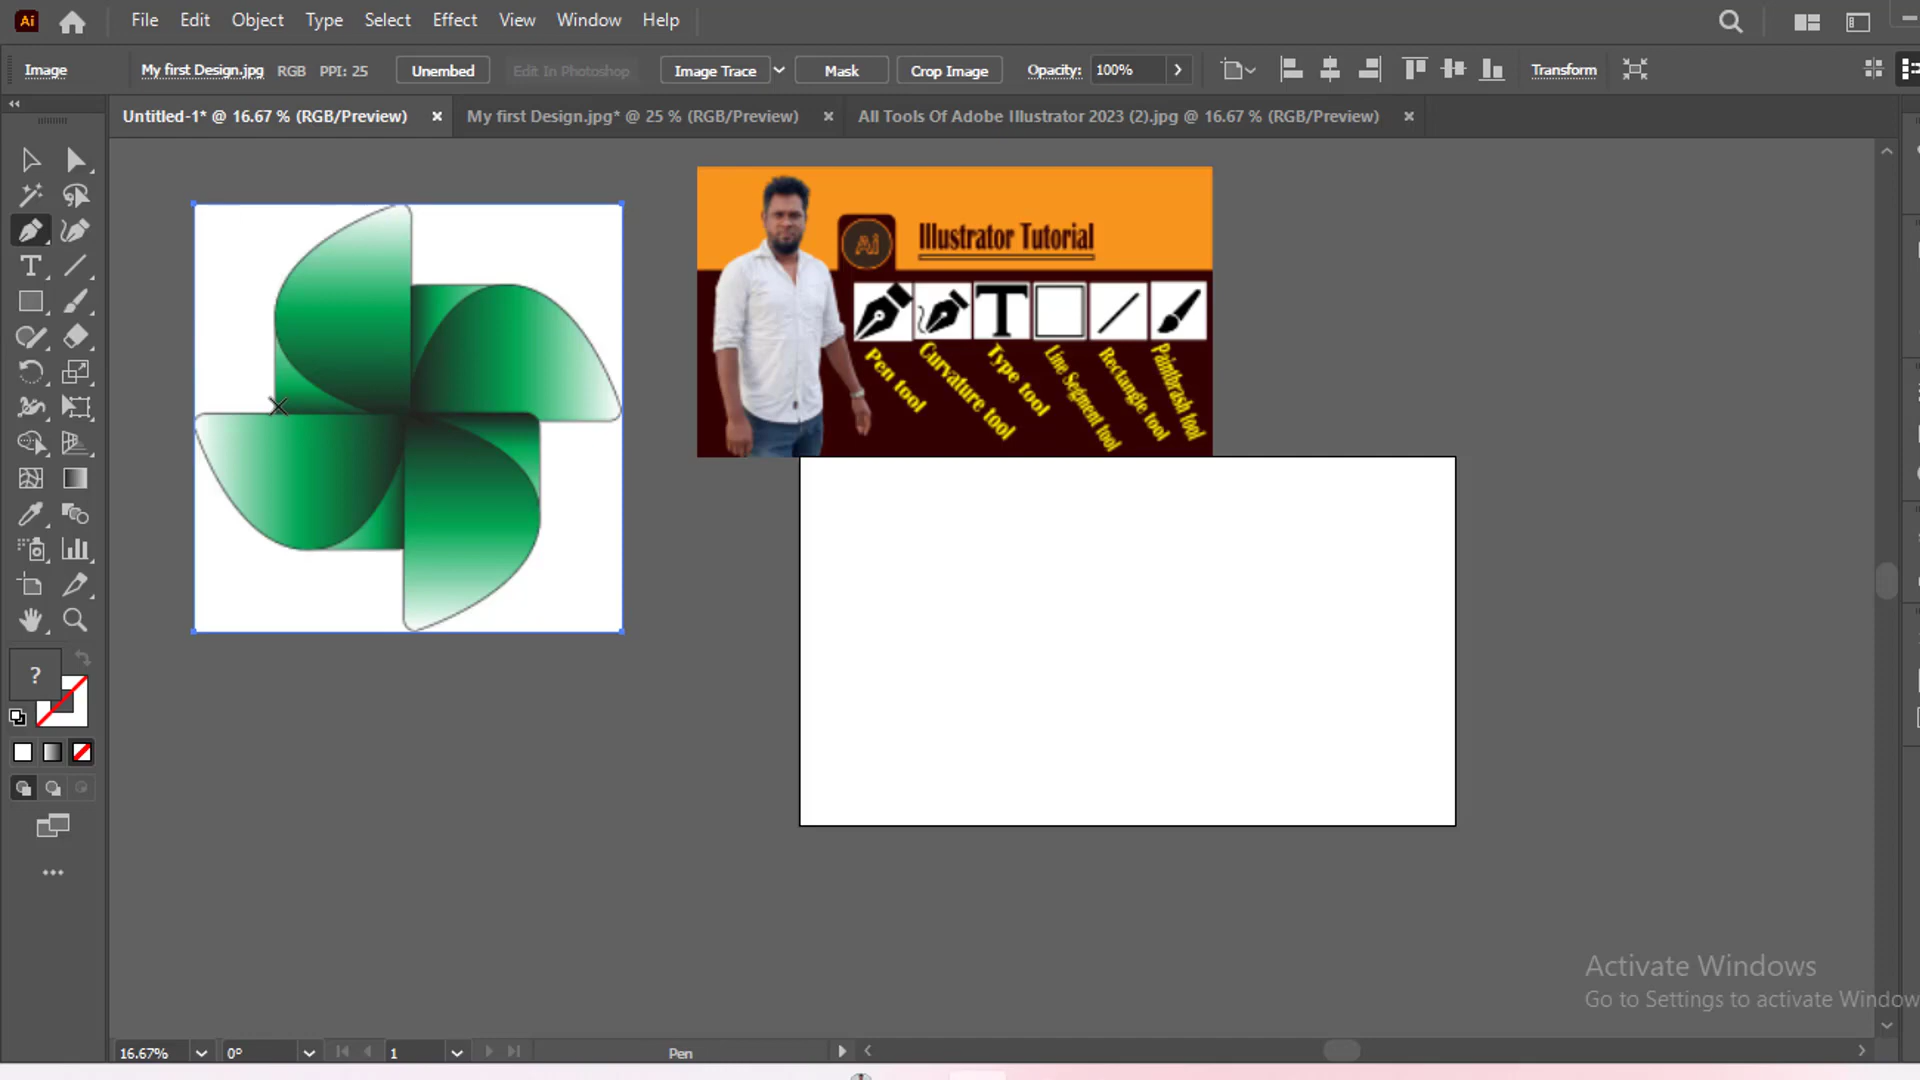 Ai File Edit Object Type Select Effect View Window Help
Image My first Design.jpg RGB PPI: 25 Unembed Edit In Photoshop Image Trace Mask Crop Image Opacity: 100% Transform
Untitled-1* @ 16.67 % (RGB/Preview) × My first Design.jpg* @ 25 % (RGB/Preview) × All Tools Of Adobe Illustrator 2023 (2).jpg @ 16.67 % (RGB/Preview) ×
Ai
Illustrator Tutorial
T
Pen tool
Curvature tool
Type tool
Line Segment tool
Rectangle tool
Paintbrush tool
T
?
Activate Windows
Go to Settings to activate Window
16.67% 0° 1 Pen